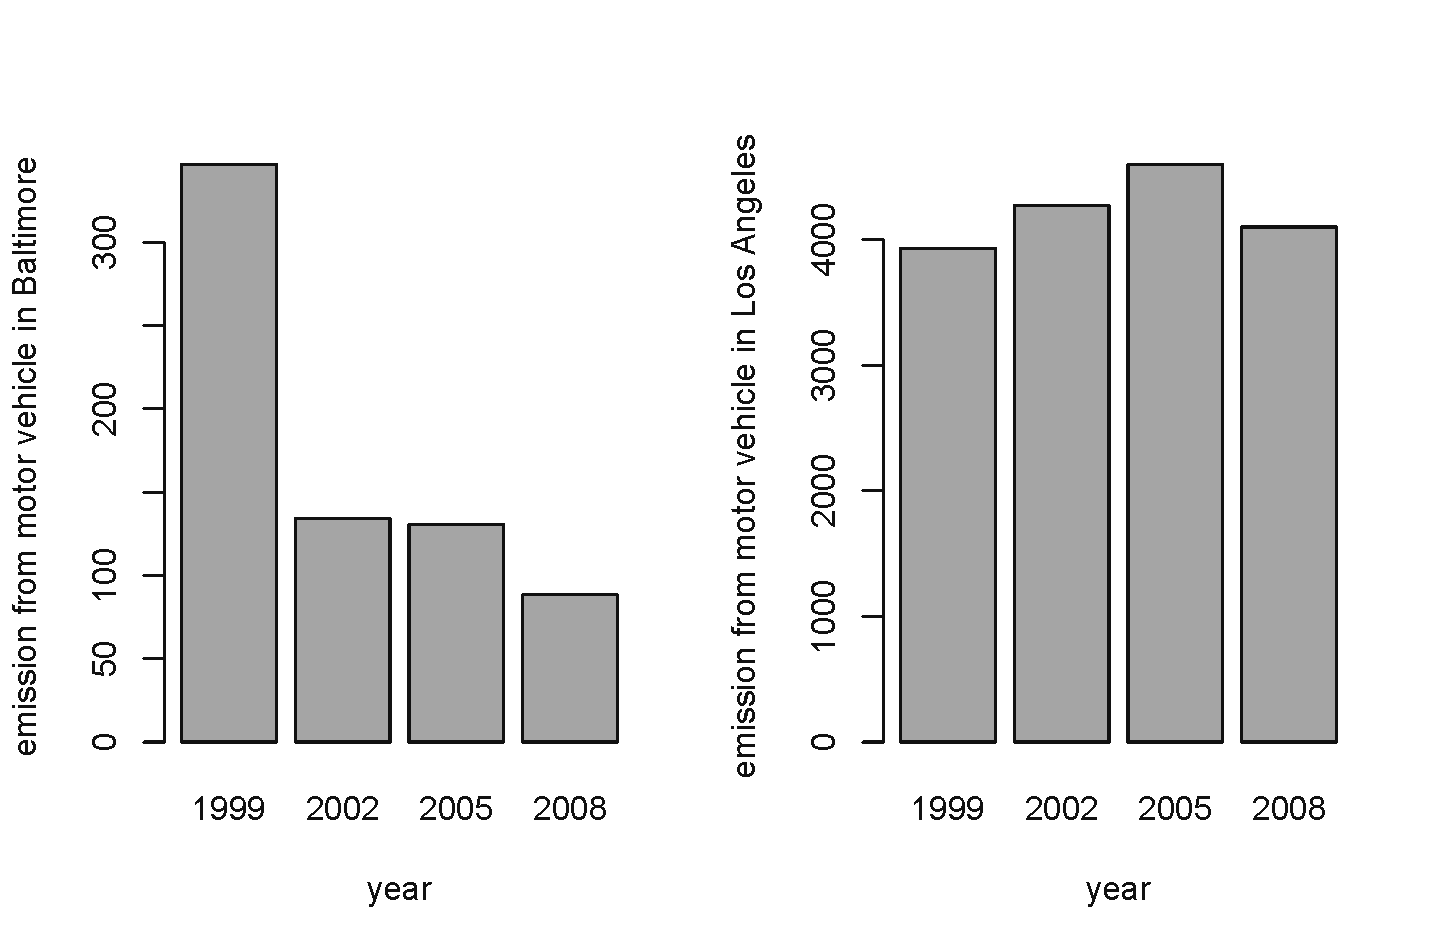 emission from motor vehicle in Baltimore
300
200
100
50
0
1999 2002 2005 2008
year
emission from motor vehicle in Los Angeles
4000
3000
2000
1000
0
1999 2002 2005 2008
year